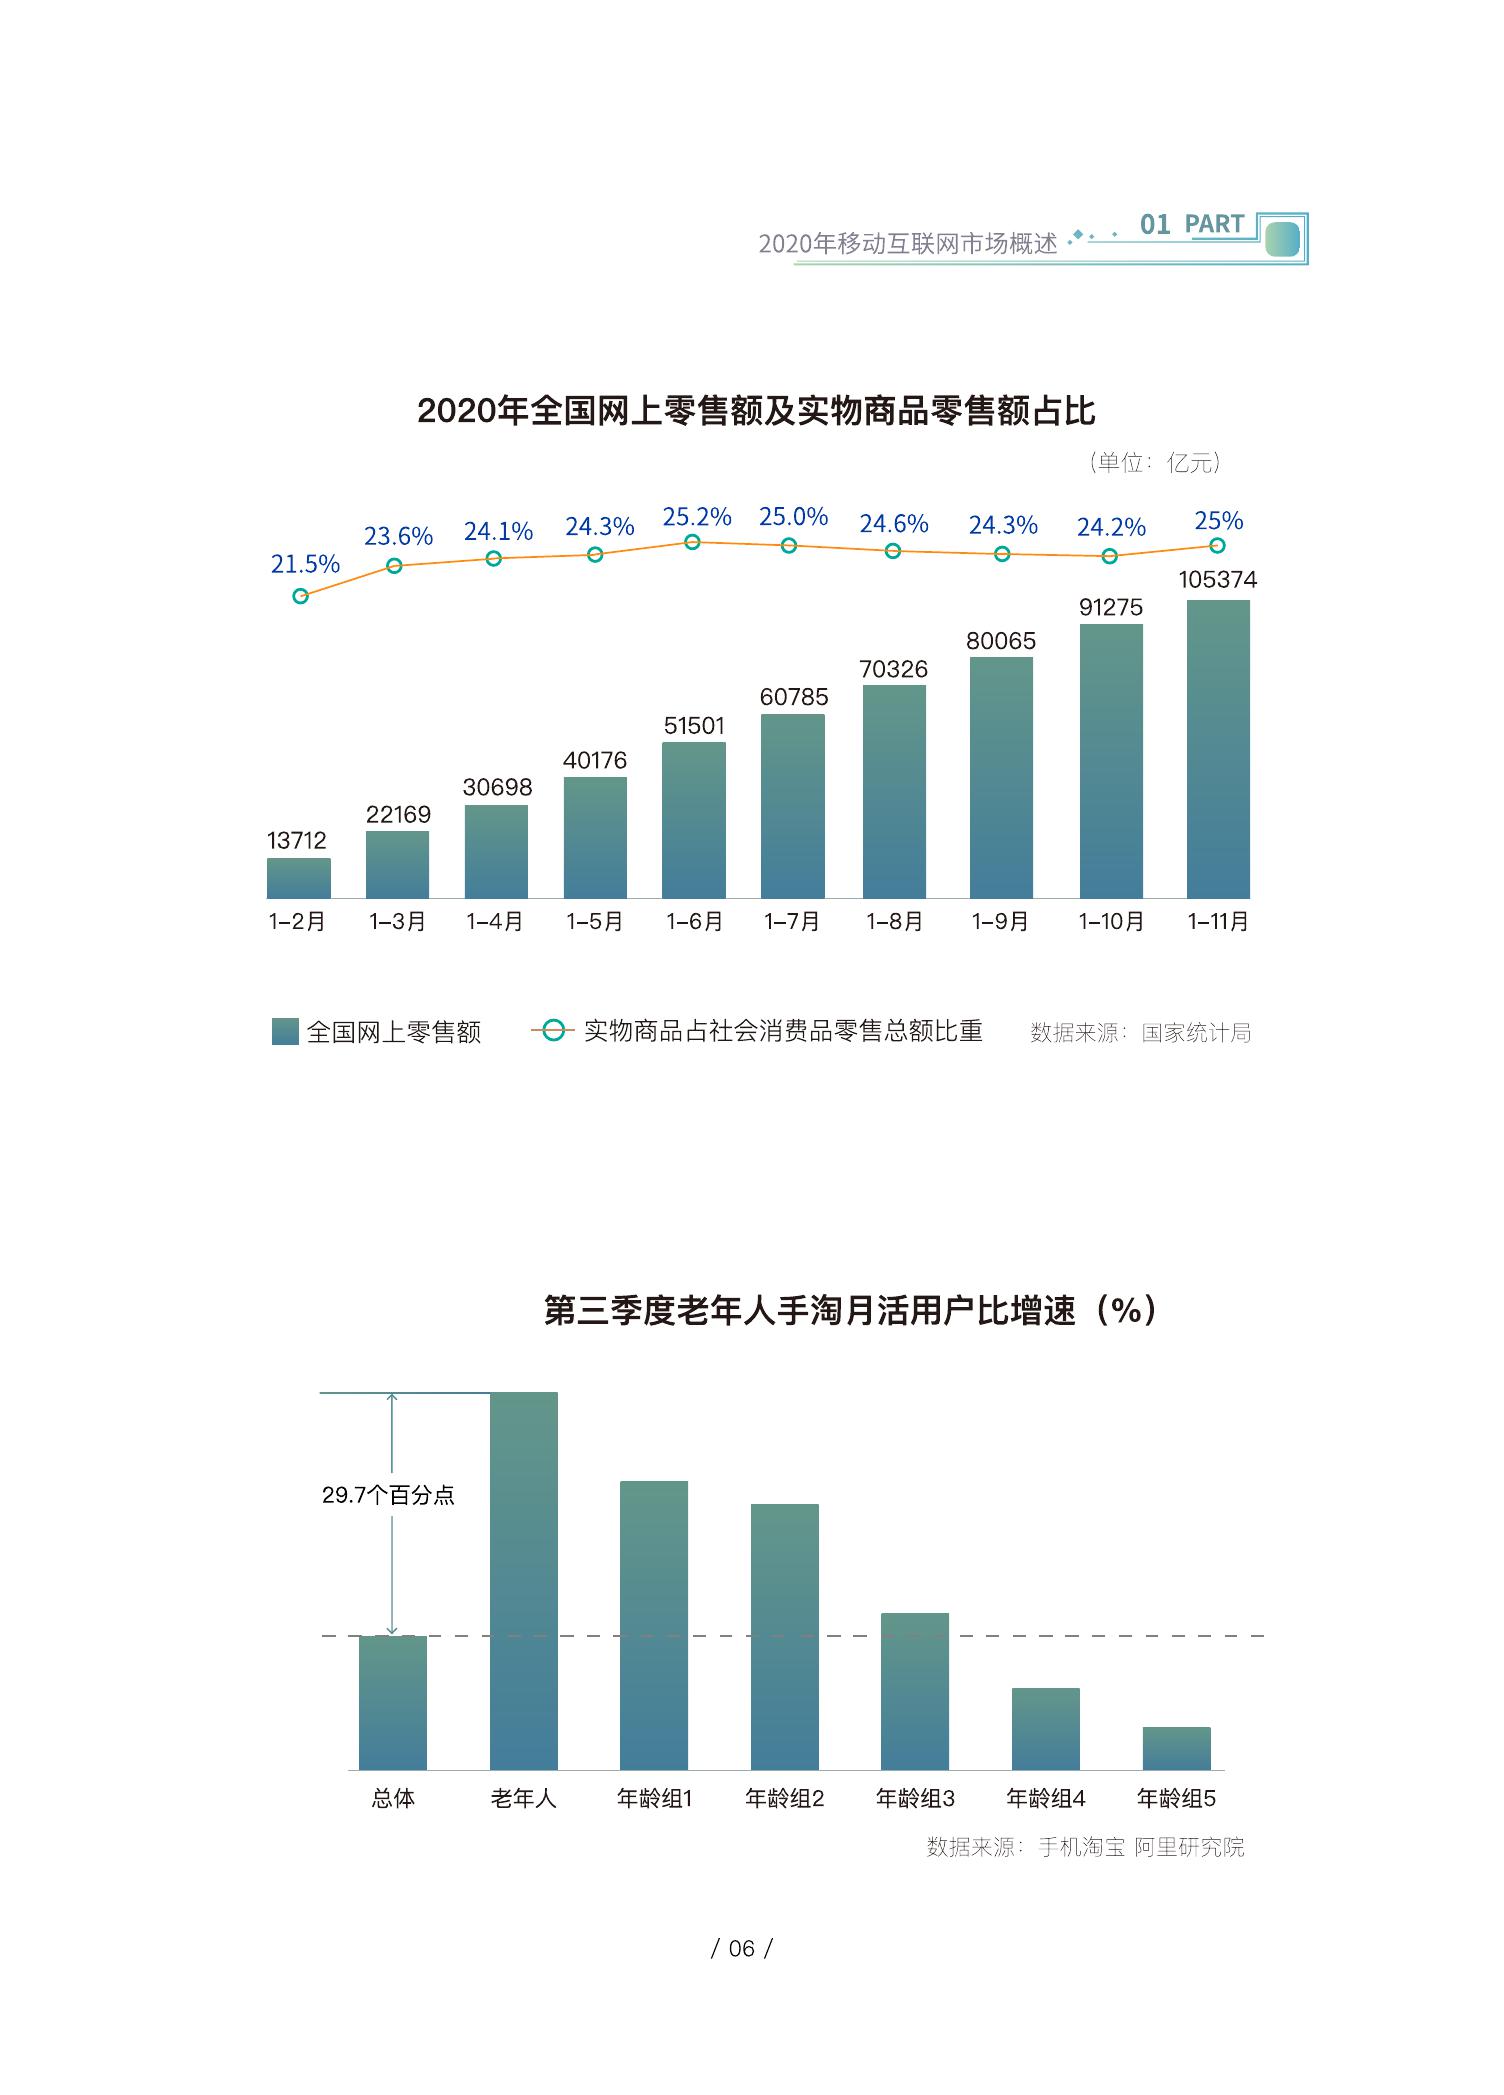 2020年移动互联网市场概述
01 PART
2020年全国网上零售额及实物商品零售额占比
(单位：亿元)
21.5% 23.6% 24.1% 24.3% 25.2% 25.0% 24.6% 24.3% 24.2% 25%
13712 22169 30698 40176 51501 60785 70326 80065 91275 105374
1–2月 1–3月 1–4月 1–5月 1–6月 1–7月 1–8月 1–9月 1–10月 1–11月
全国网上零售额 实物商品占社会消费品零售总额比重 数据来源：国家统计局
第三季度老年人手淘月活用户比增速（%）
29.7个百分点
总体 老年人 年龄组1 年龄组2 年龄组3 年龄组4 年龄组5
数据来源：手机淘宝 阿里研究院
/ 06 /